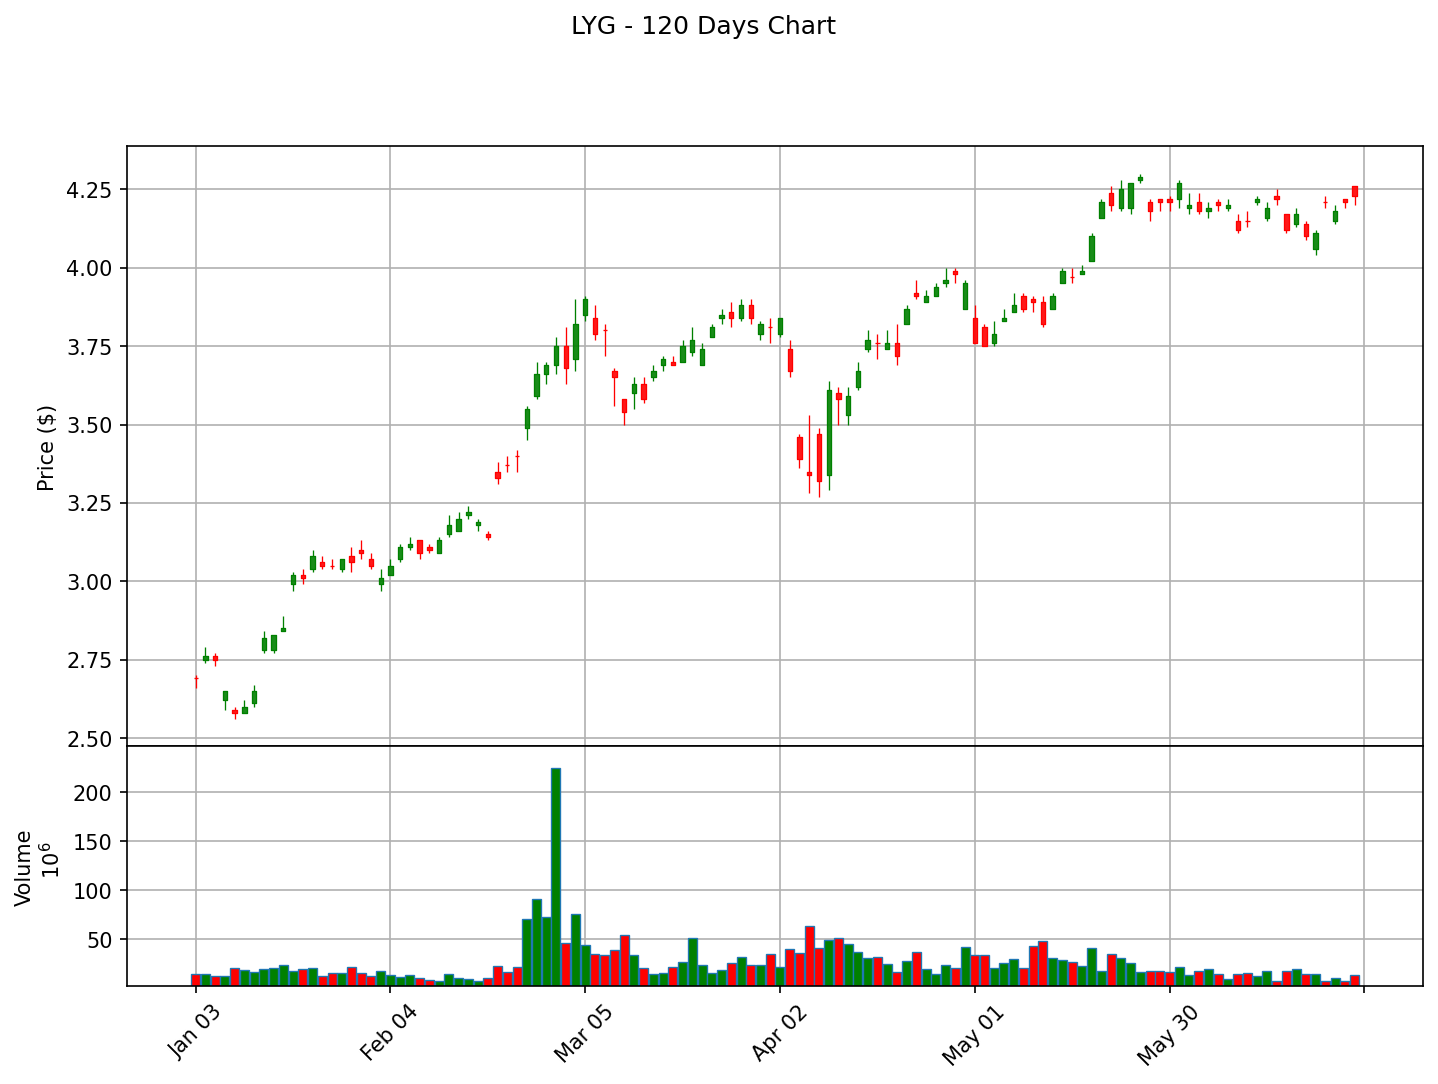 LYG - 120 Days Chart
Price ($)
4.25
4.00
3.75
3.50
3.25
3.00
2.75
2.50
Volume
10⁶
200
150
100
50
Jan 03
Feb 04
Mar 05
Apr 02
May 01
May 30